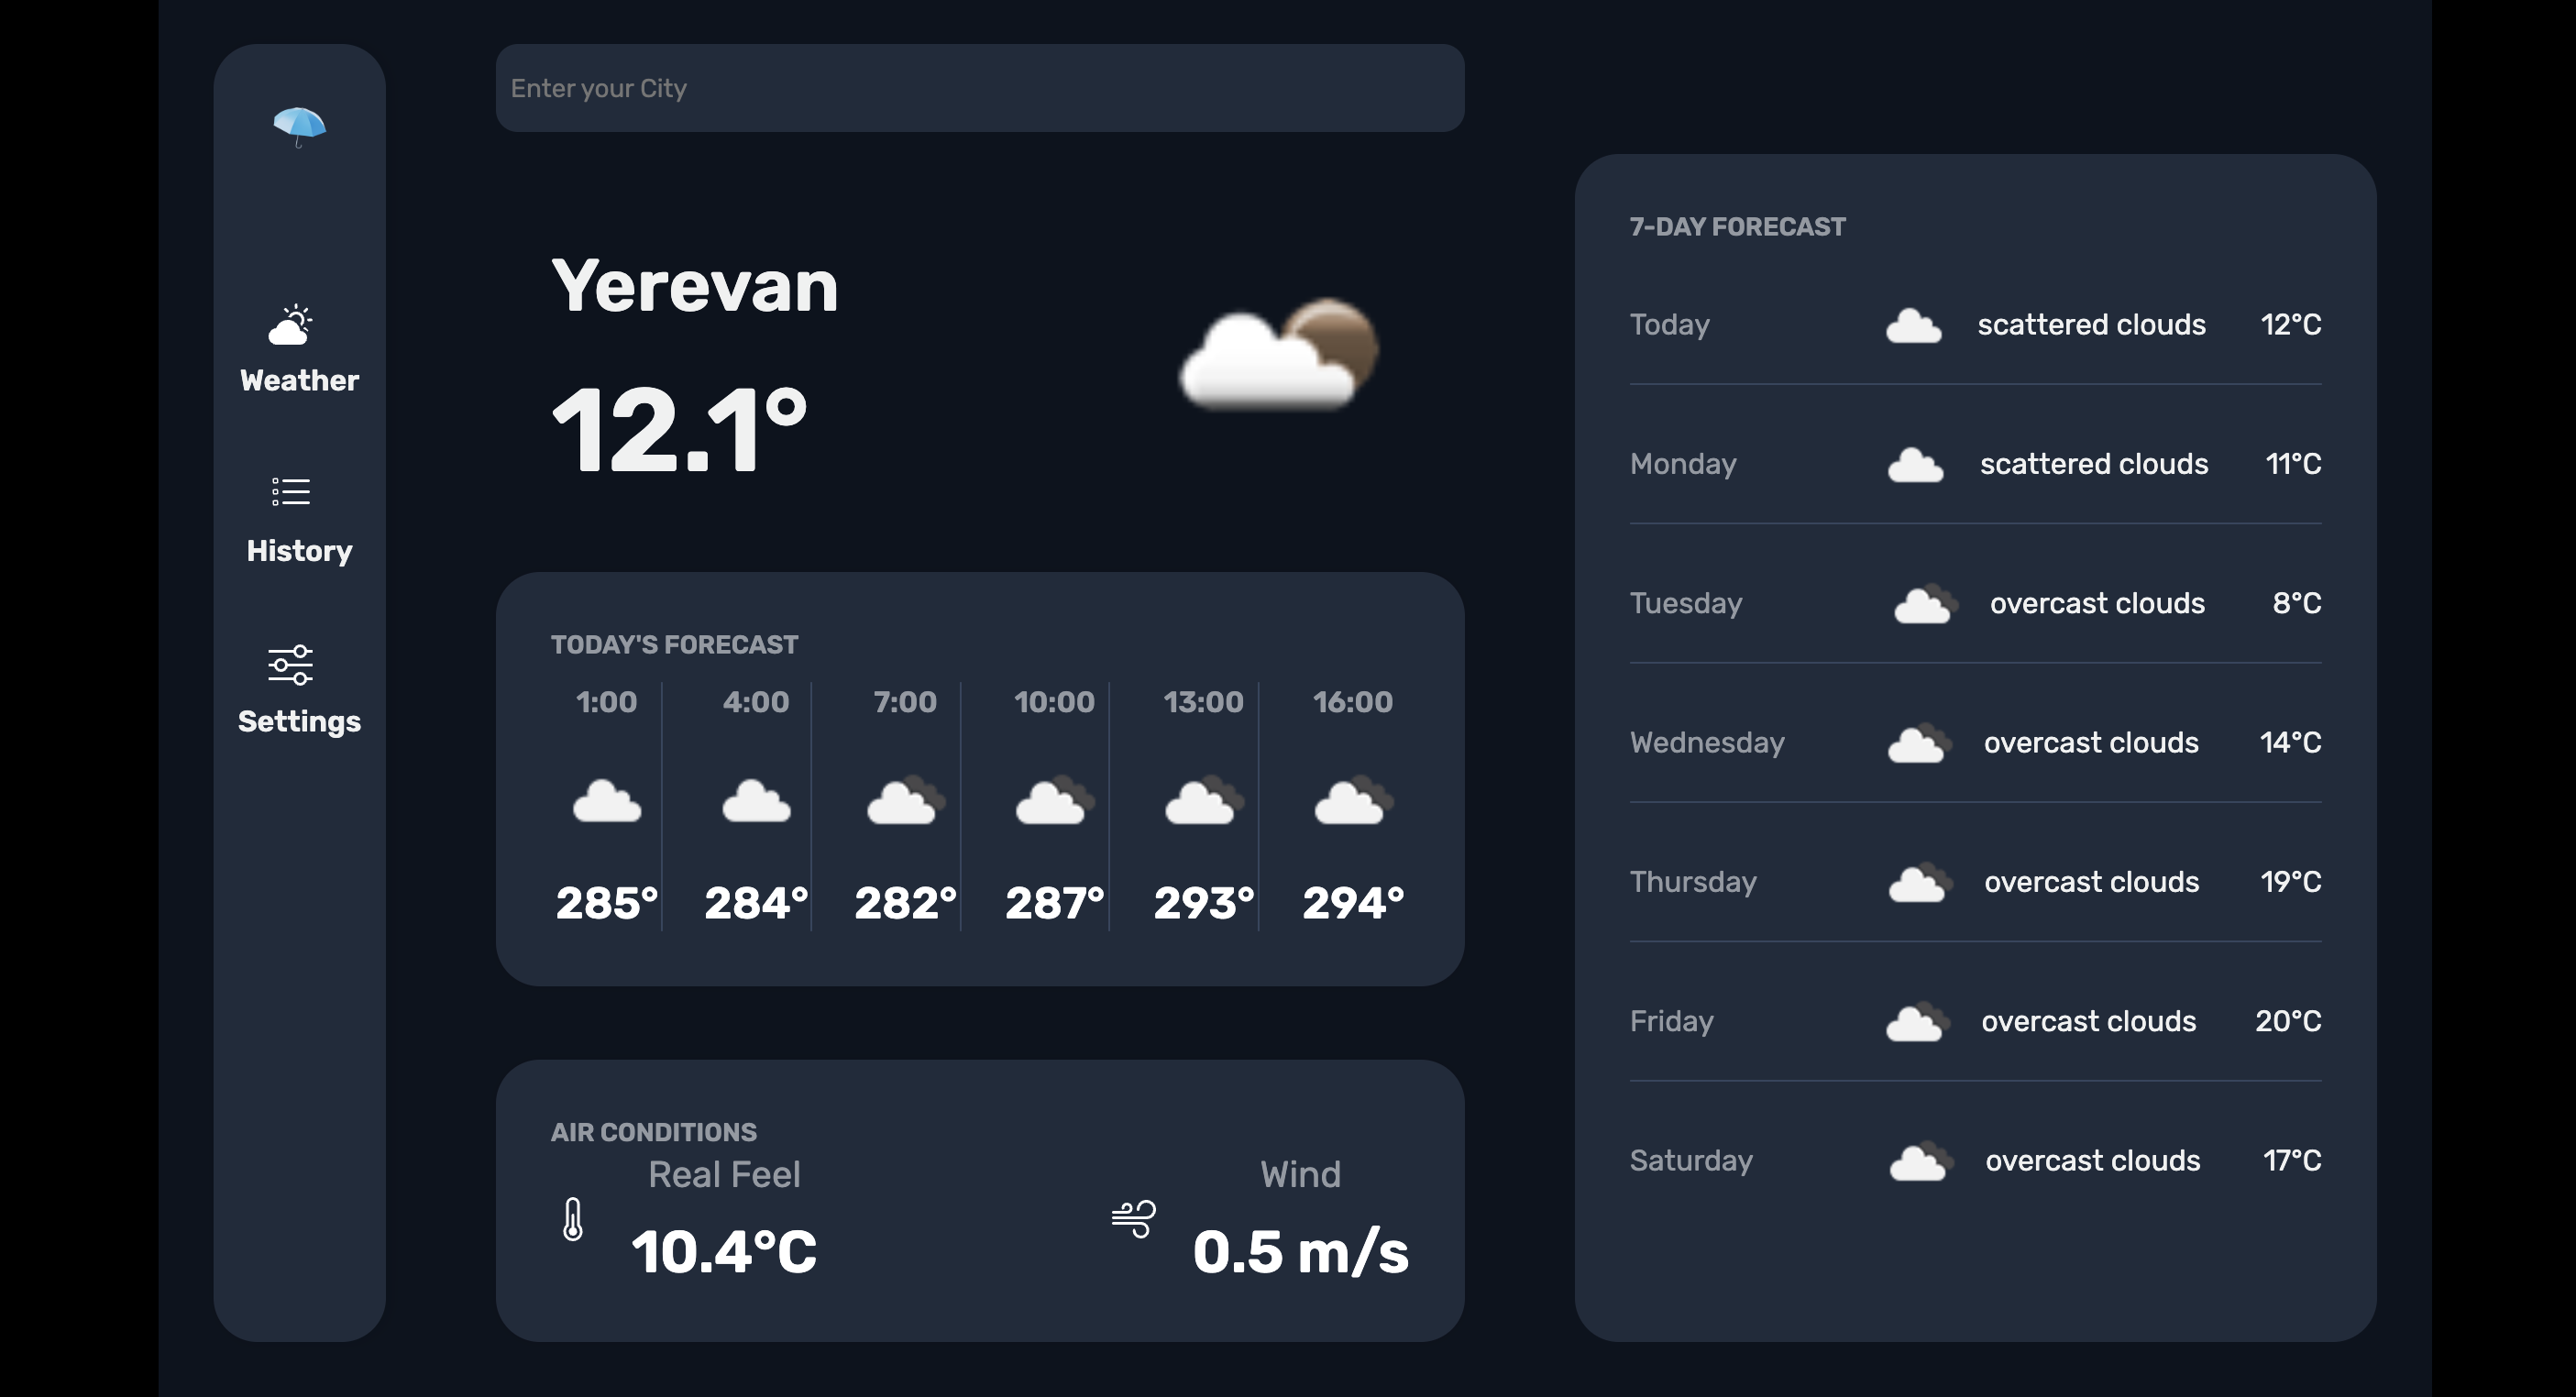 Weather
History
Settings
Enter your City
Yerevan
12.1°
TODAY'S FORECAST
1:00 4:00 7:00 10:00 13:00 16:00
285° 284° 282° 287° 293° 294°
AIR CONDITIONS
Real Feel
10.4°C
Wind
0.5 m/s
7-DAY FORECAST
Today scattered clouds 12°C
Monday scattered clouds 11°C
Tuesday overcast clouds 8°C
Wednesday overcast clouds 14°C
Thursday overcast clouds 19°C
Friday overcast clouds 20°C
Saturday overcast clouds 17°C